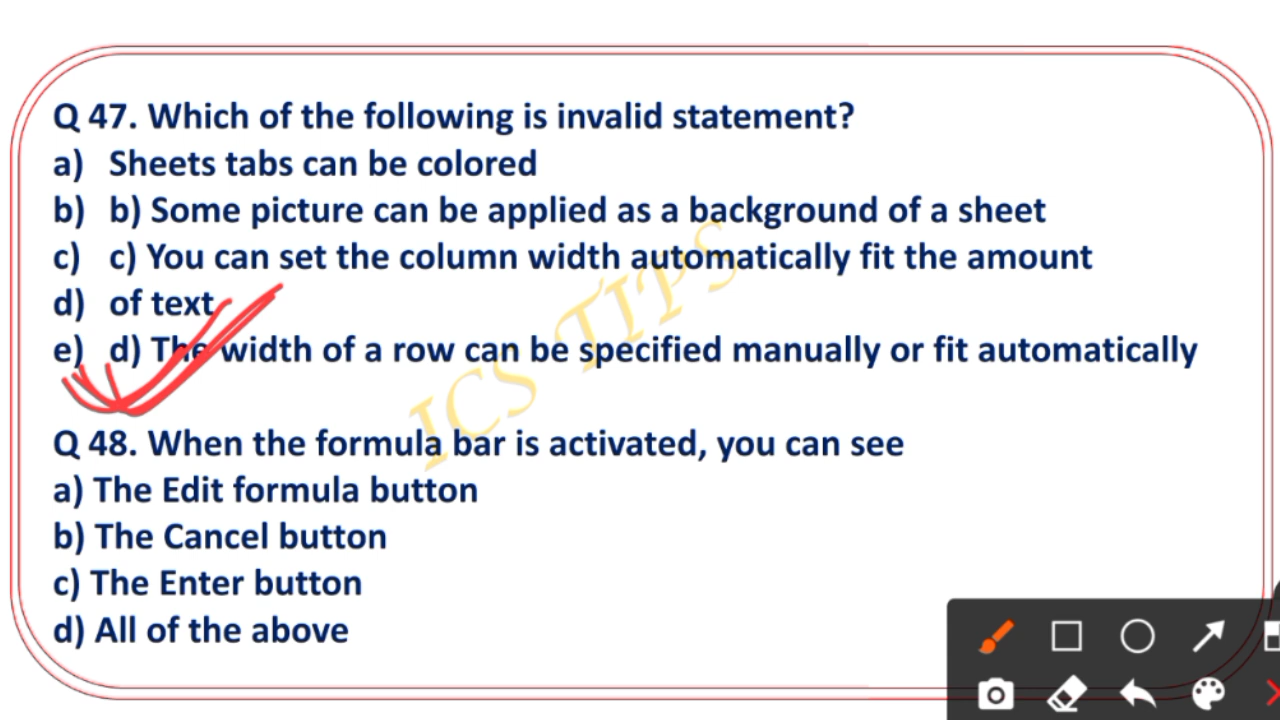 Q 47. Which of the following is invalid statement?
a) Sheets tabs can be colored
b) b) Some picture can be applied as a background of a sheet
c) c) You can set the column width automatically fit the amount
d) of text
e) d) The width of a row can be specified manually or fit automatically
ICS TIPS
Q 48. When the formula bar is activated, you can see
a) The Edit formula button
b) The Cancel button
c) The Enter button
d) All of the above